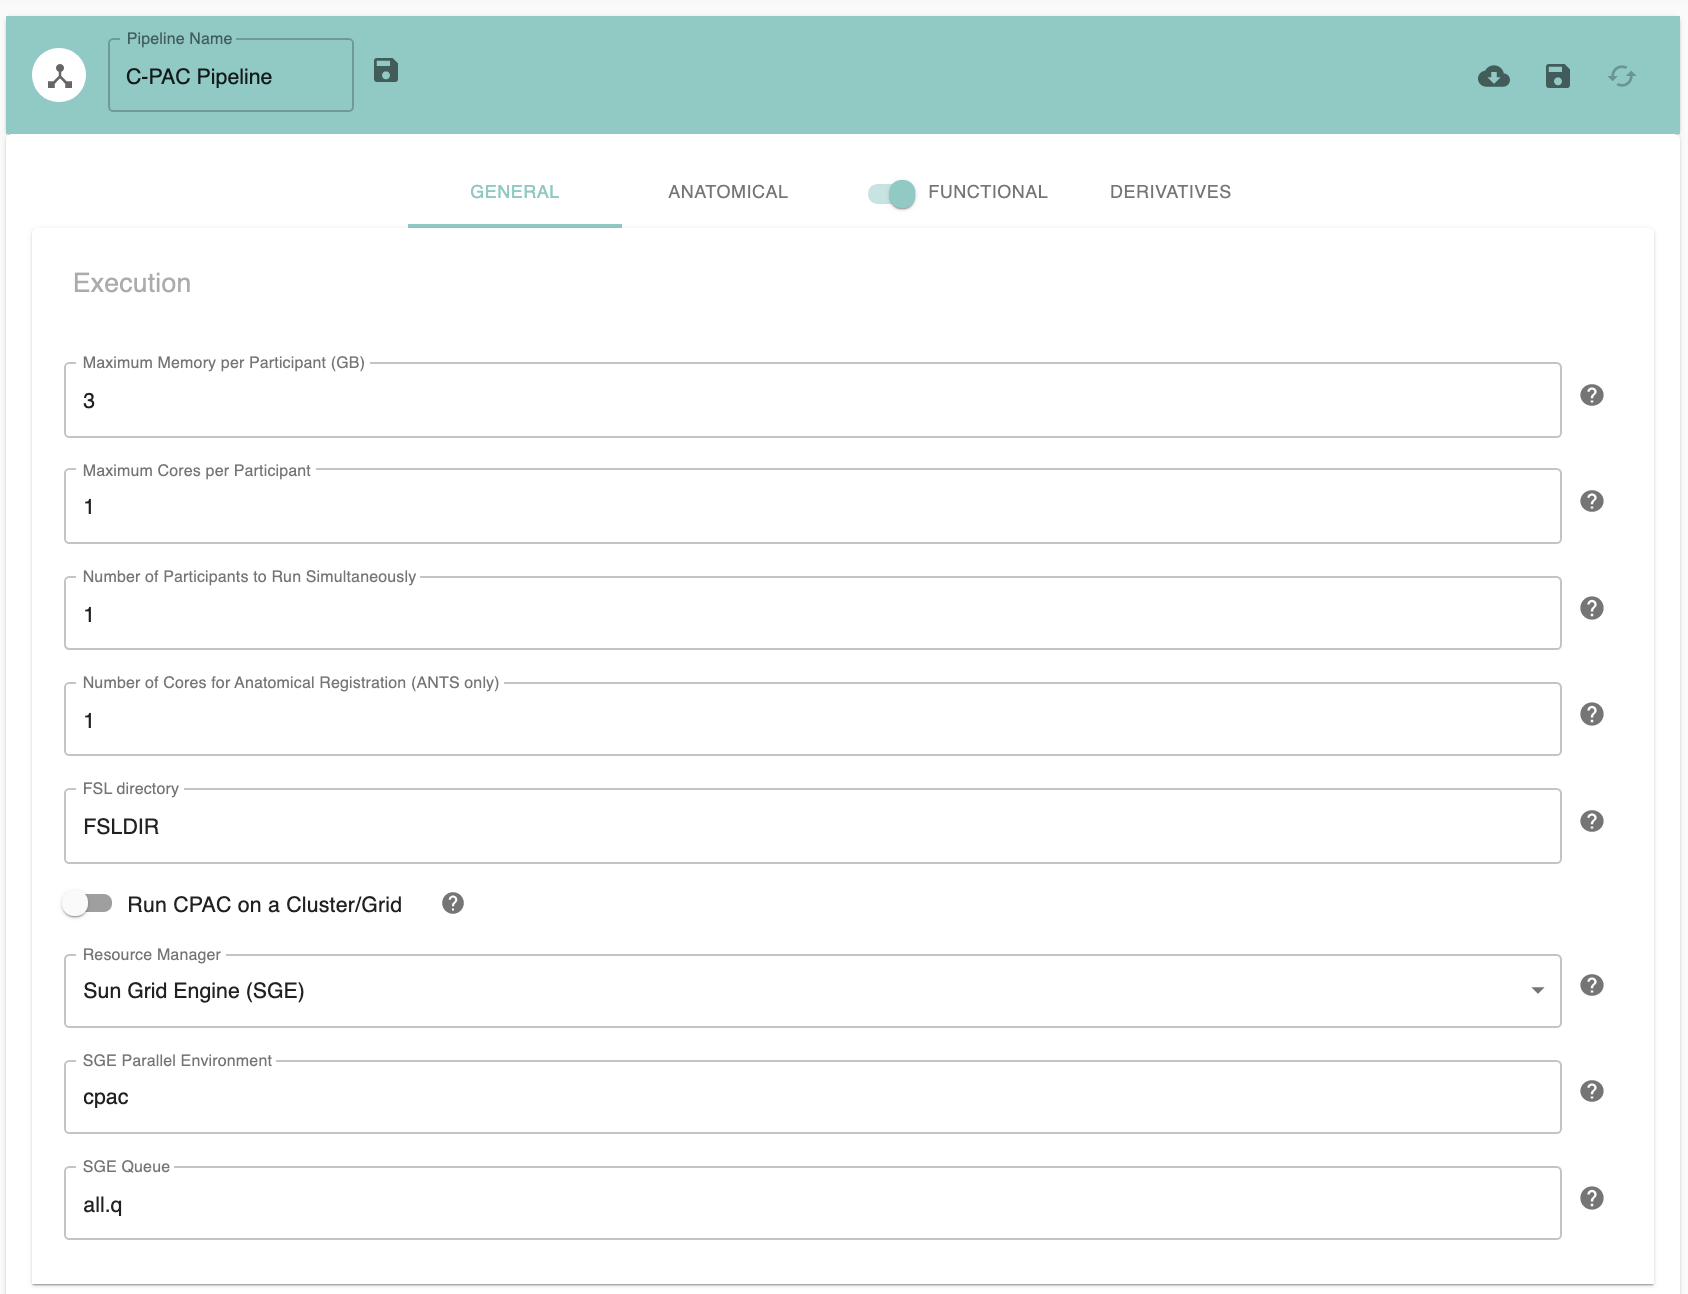 Pipeline Name
C-PAC Pipeline
GENERAL
ANATOMICAL
FUNCTIONAL
DERIVATIVES
Execution
Maximum Memory per Participant (GB)
3
Maximum Cores per Participant
1
Number of Participants to Run Simultaneously
1
Number of Cores for Anatomical Registration (ANTS only)
1
FSL directory
FSLDIR
Run CPAC on a Cluster/Grid
Resource Manager
Sun Grid Engine (SGE)
SGE Parallel Environment
cpac
SGE Queue
all.q